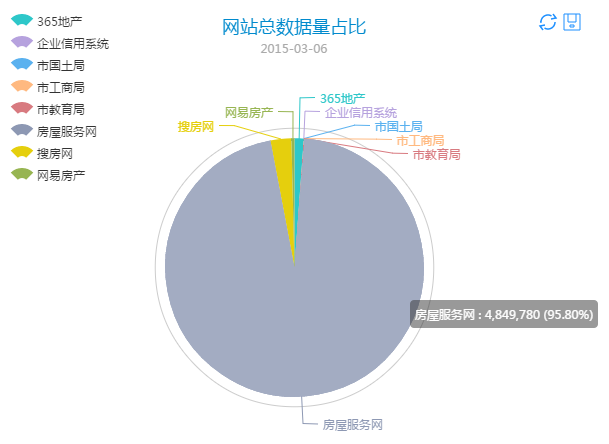 网站总数据量占比
2015-03-06
365地产
企业信用系统
市国土局
市工商局
市教育局
房屋服务网
搜房网
网易房产
365地产
企业信用系统
市国土局
市工商局
市教育局
网易房产
搜房网
房屋服务网 : 4,849,780 (95.80%)
房屋服务网